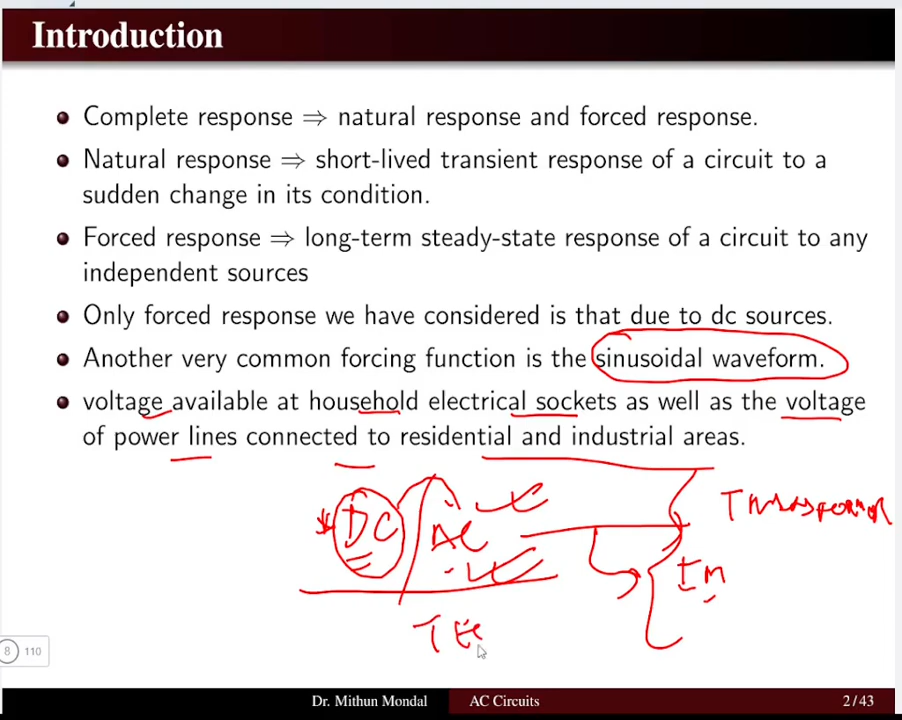 Introduction
Complete response ⇒ natural response and forced response.
Natural response ⇒ short-lived transient response of a circuit to a
sudden change in its condition.
Forced response ⇒ long-term steady-state response of a circuit to any
independent sources
Only forced response we have considered is that due to dc sources.
Another very common forcing function is the sinusoidal waveform.
voltage available at household electrical sockets as well as the voltage
of power lines connected to residential and industrial areas.
DC AC
IM
8 110
Dr. Mithun Mondal AC Circuits 2/43